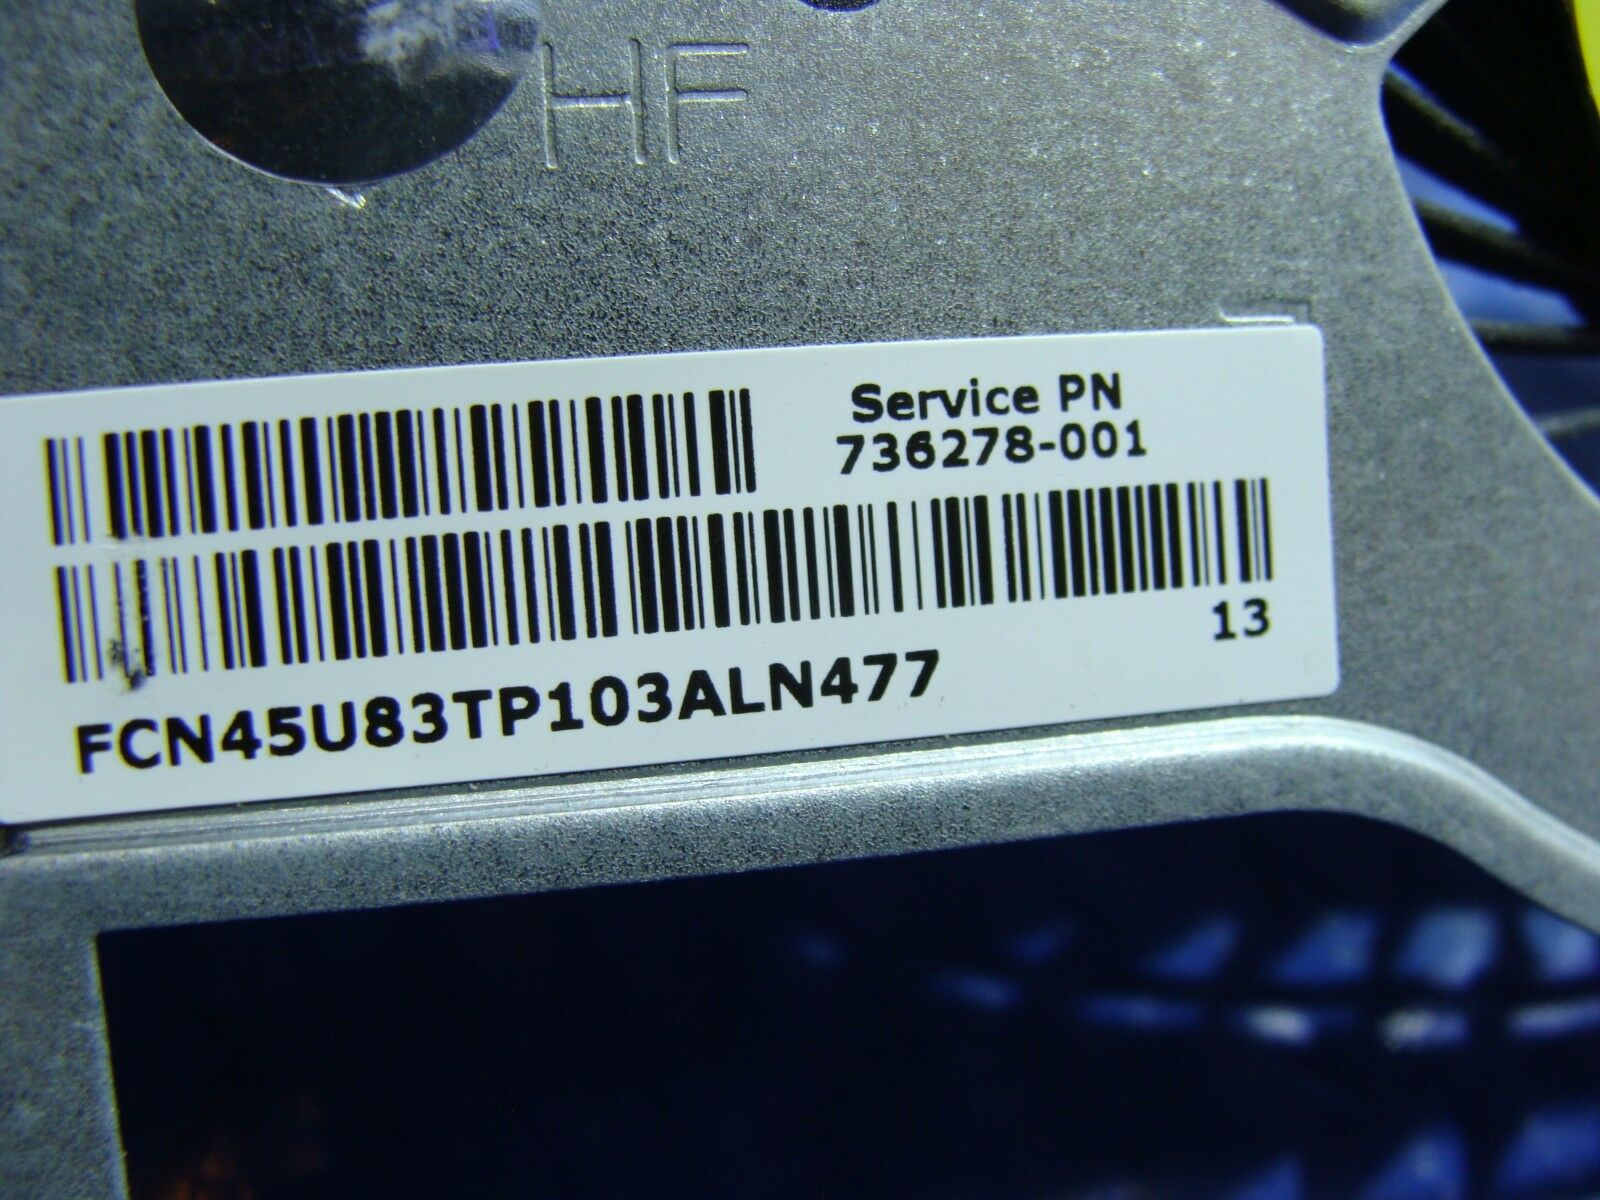 HF
Service PN
736278-001
13
FCN45U83TP103ALN477